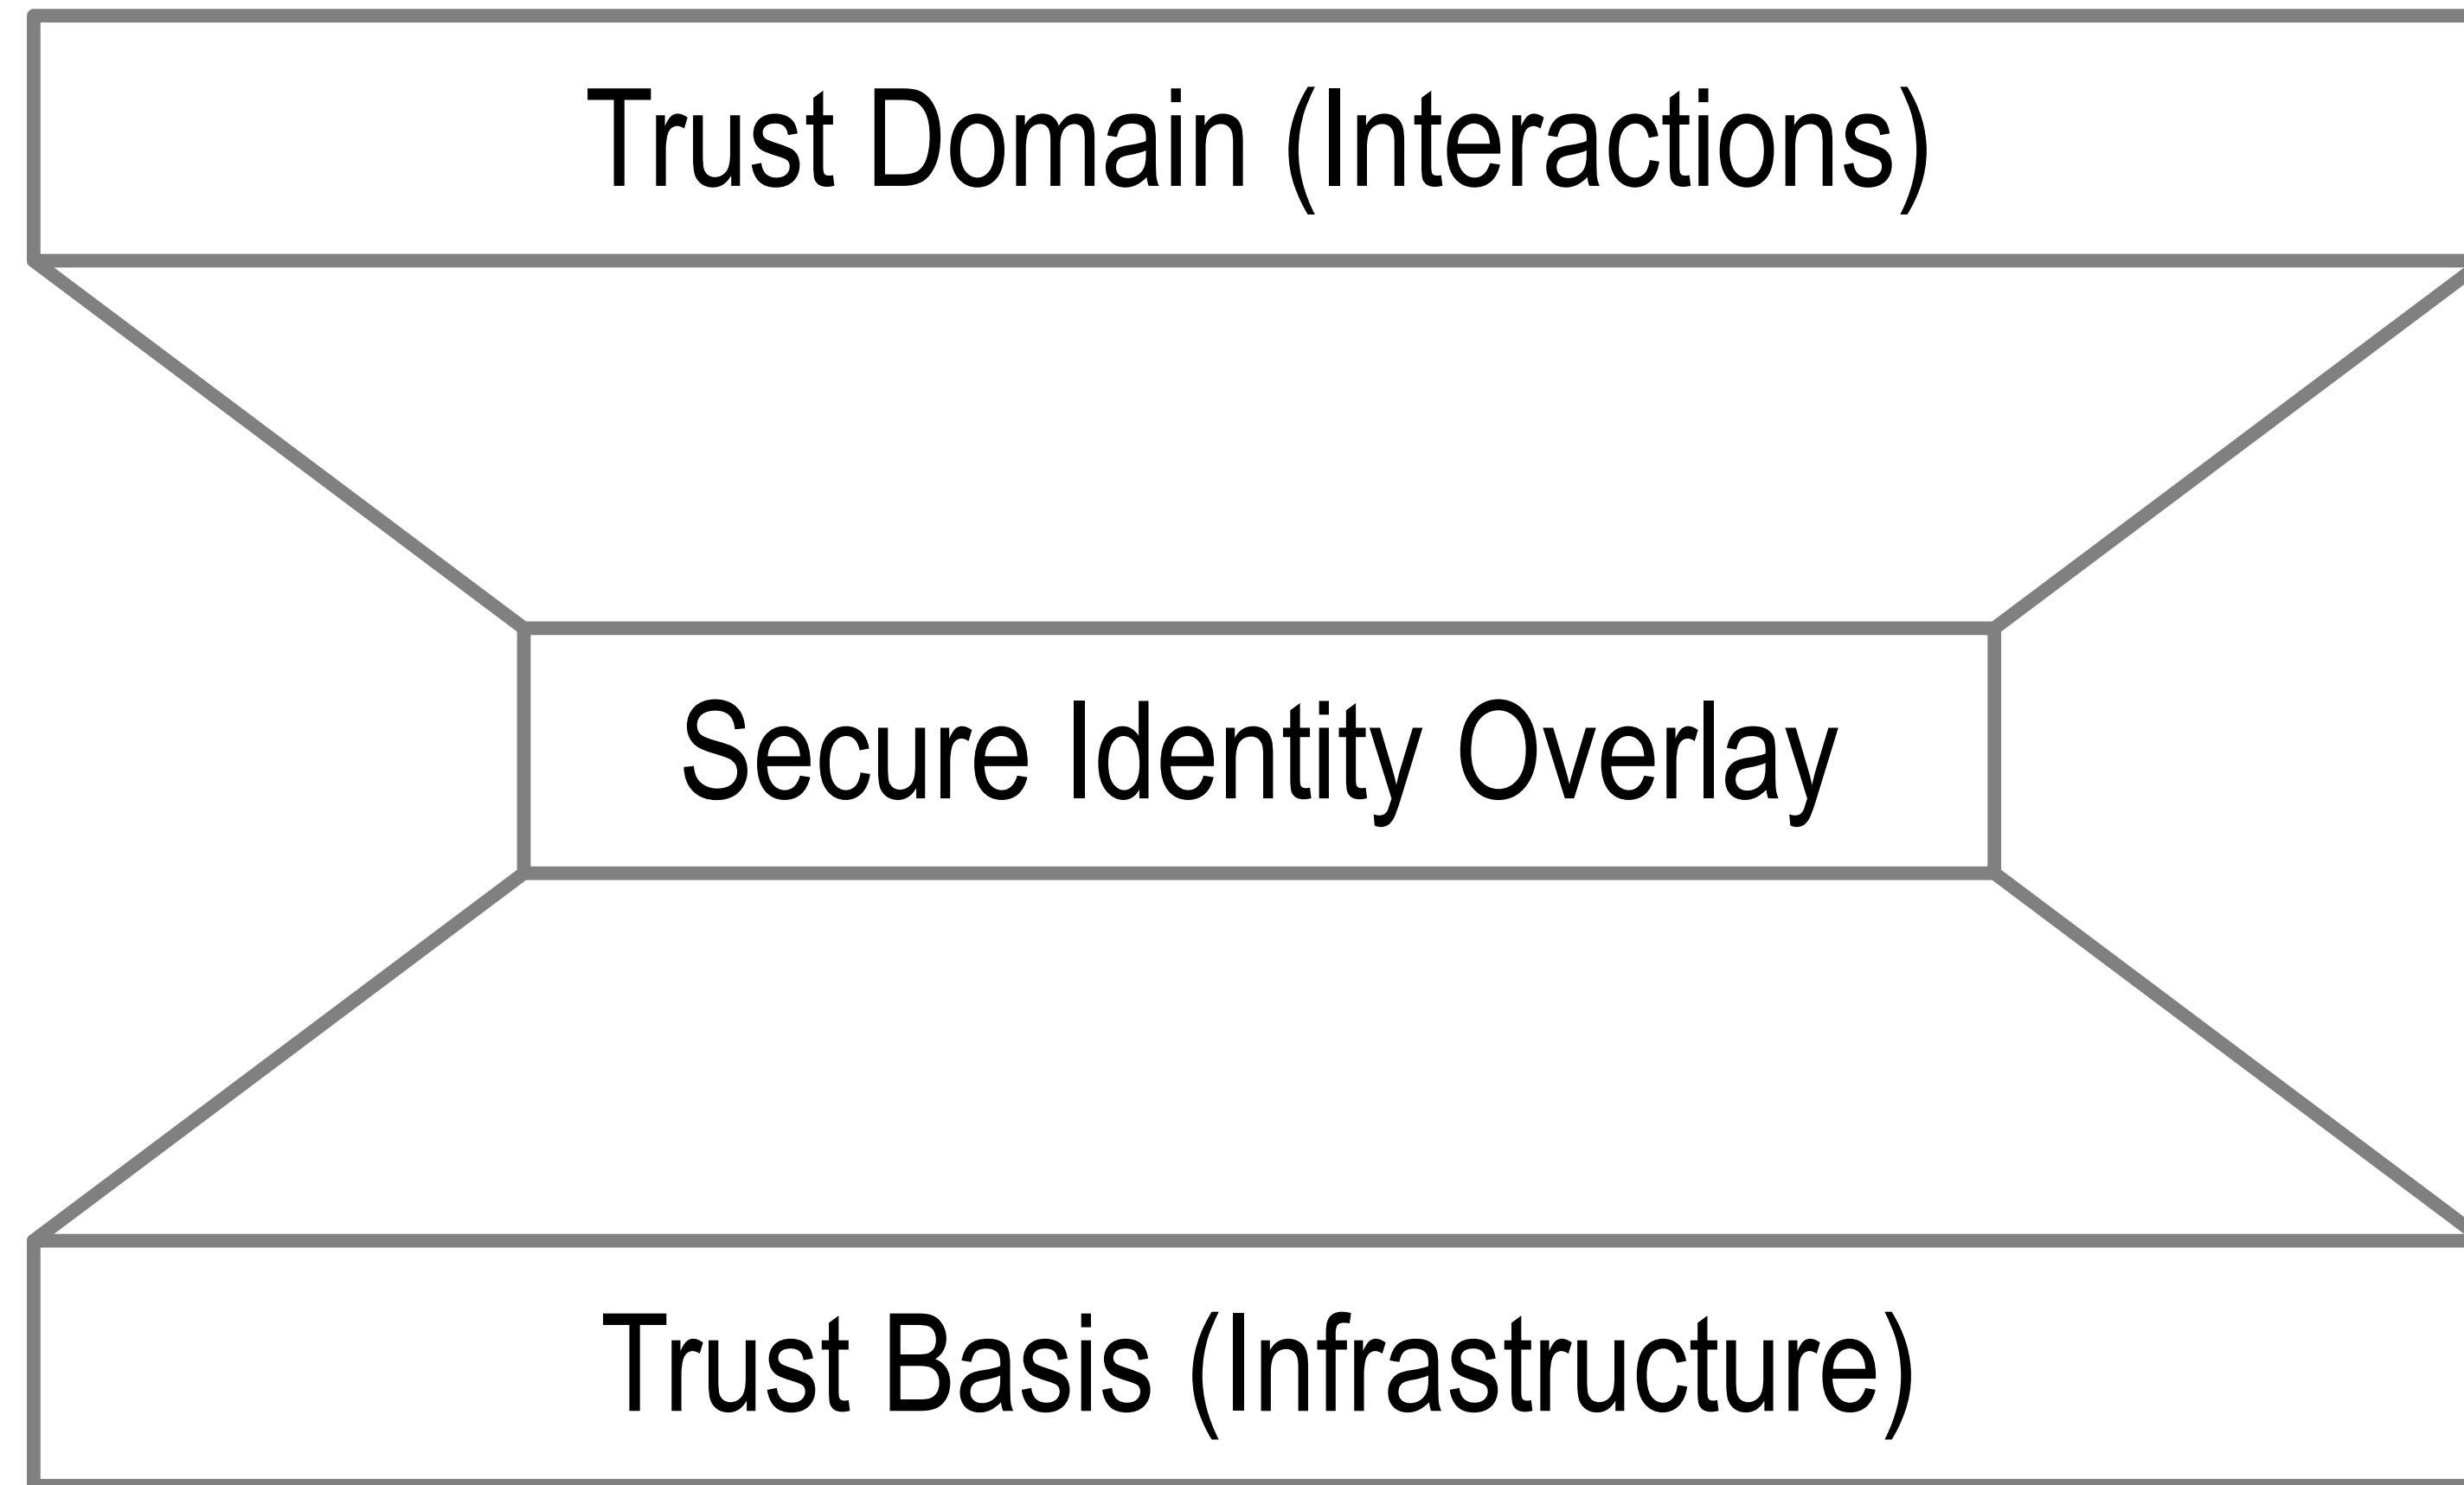 Trust Domain (Interactions)
Secure Identity Overlay
Trust Basis (Infrastructure)